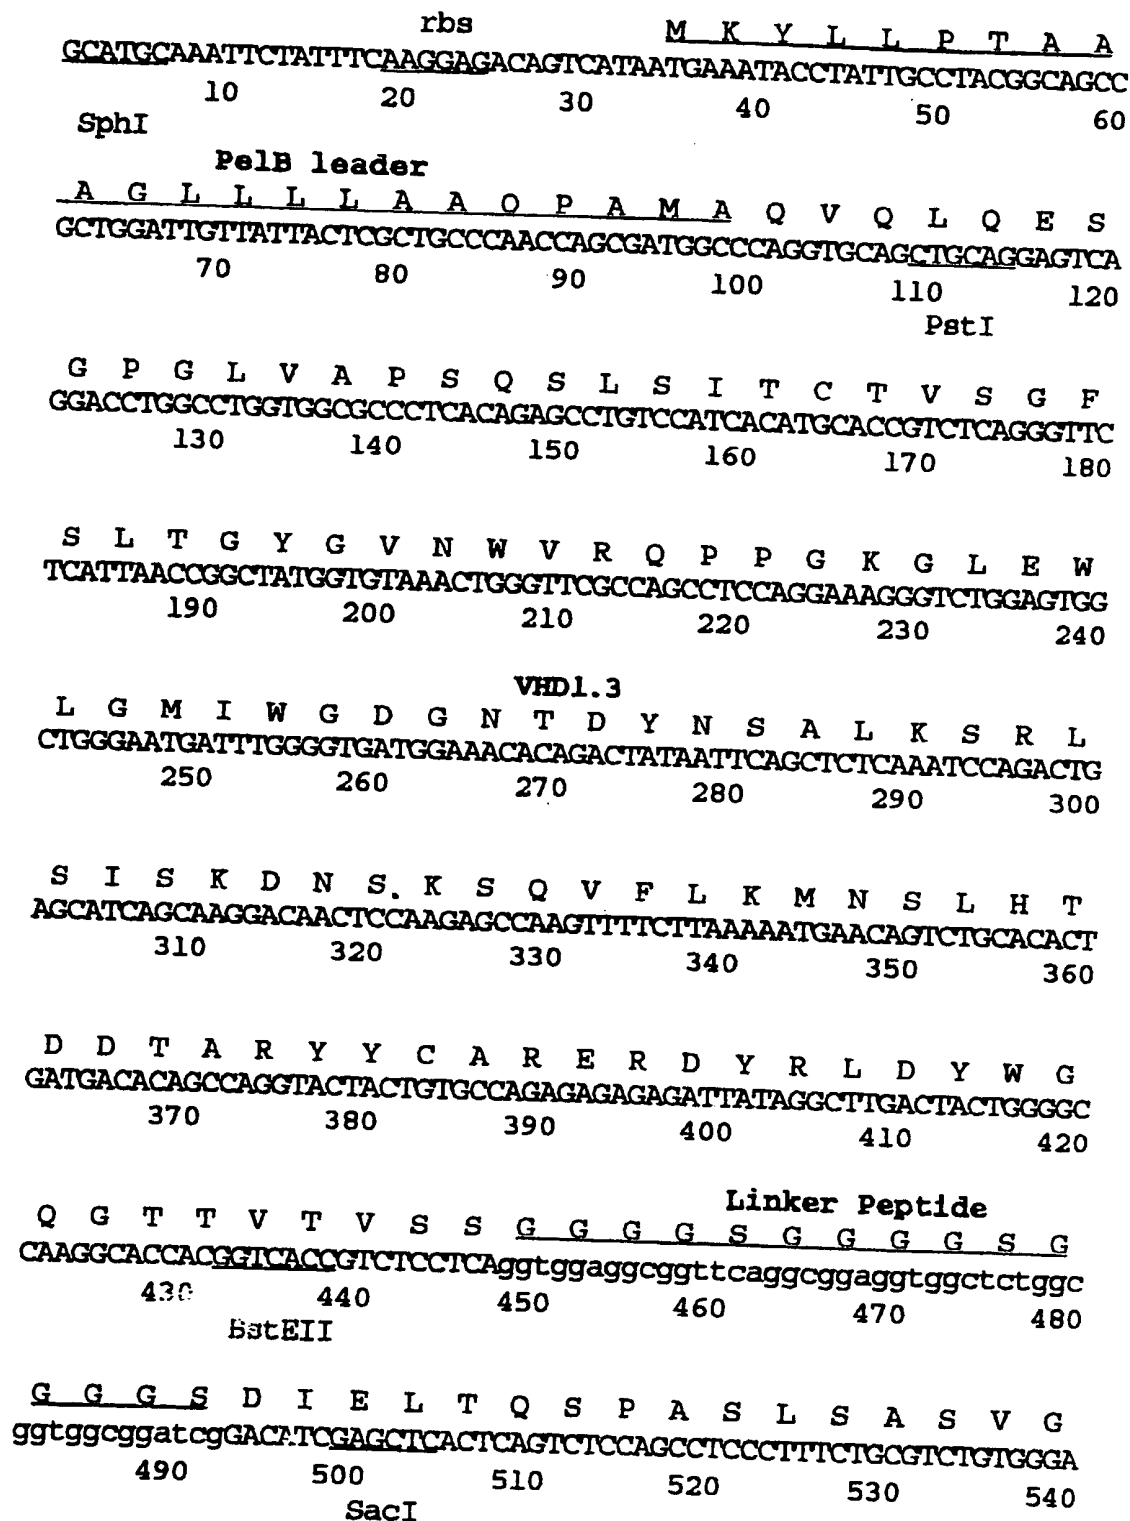 rbs
M K Y L L P T A A
GCATGCAAATTCTATTTCAAGGAGACAGTCATAATGAAATACCTATTGCCTACGGCAGCC
10 20 30 40 50 60
SphI
PelB leader
A G L L L L A A Q P A M A Q V Q L Q E S
GCTGGATTGTTATTACTCGCTGCCCAACCAGCGATGGCCCAGGTGCAGCTGCAGGAGTCA
70 80 90 100 110 120
PstI
G P G L V A P S Q S L S I T C T V S G F
GGACCTGGCCTGGTGGCGCCCTCACAGAGCCTGTCCATCACATGCACCGTCTCAGGGTTC
130 140 150 160 170 180
S L T G Y G V N W V R Q P P G K G L E W
TCATTAACCGGCTATGGTGTAAACTGGGTTCGCCAGCCTCCAGGAAAGGGTCTGGAGTGG
190 200 210 220 230 240
VHD1.3
L G M I W G D G N T D Y N S A L K S R L
CTGGGAATGATTTGGGGTGATGGAAACACAGACTATAATTCAGCTCTCAAATCCAGACTG
250 260 270 280 290 300
S I S K D N S K S Q V F L K M N S L H T
AGCATCAGCAAGGACAACTCCAAGAGCCAAGTTTTCTTAAAAATGAACAGTCTGCACACT
310 320 330 340 350 360
D D T A R Y Y C A R E R D Y R L D Y W G
GATGACACAGCCAGGTACTACTGTGCCAGAGAGAGAGATTATAGGCTTGACTACTGGGGC
370 380 390 400 410 420
Linker Peptide
Q G T T V T V S S G G G G S G G G G S G
CAAGGCACCACGGTCACCGTCTCCTCAggtggaggcggttcaggcggaggtggctctggc
430 440 450 460 470 480
BstEII
G G G S D I E L T Q S P A S L S A S V G
ggtggcggatcgGACATCGAGCTCACTCAGTCTCCAGCCTCCCTTTCTGCGTCTGTGGGA
490 500 510 520 530 540
SacI